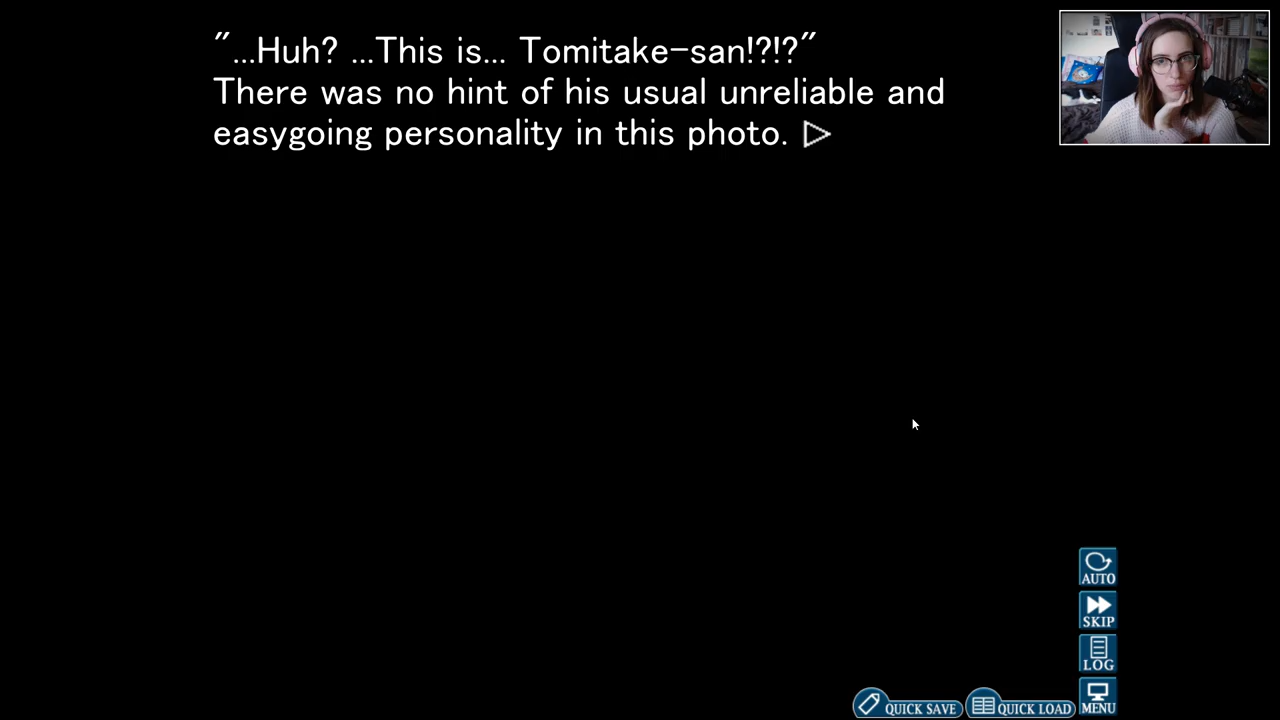 "...Huh? ...This is... Tomitake-san!?!?"
There was no hint of his usual unreliable and
easygoing personality in this photo.
AUTO
SKIP
LOG
MENU
QUICK SAVE
QUICK LOAD